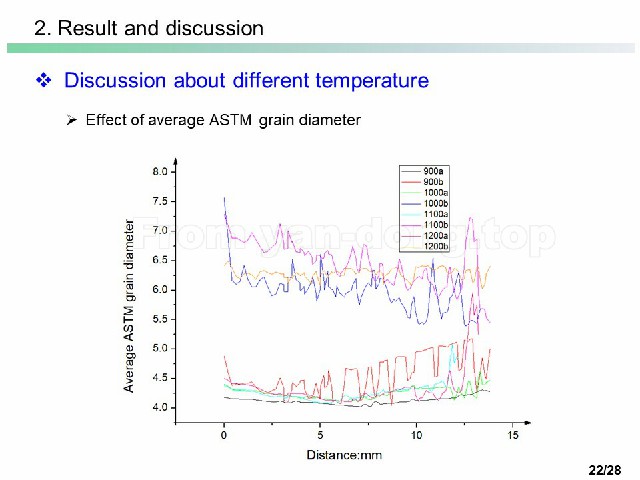 2. Result and discussion
Discussion about different temperature
Effect of average ASTM grain diameter
900a
900b
1000a
1000b
1100a
1100b
1200a
1200b
8.0
7.5
7.0
6.5
6.0
5.5
5.0
4.5
4.0
Average ASTM grain diameter
From yan-dong.top
0 5 10 15
Distance:mm
22/28